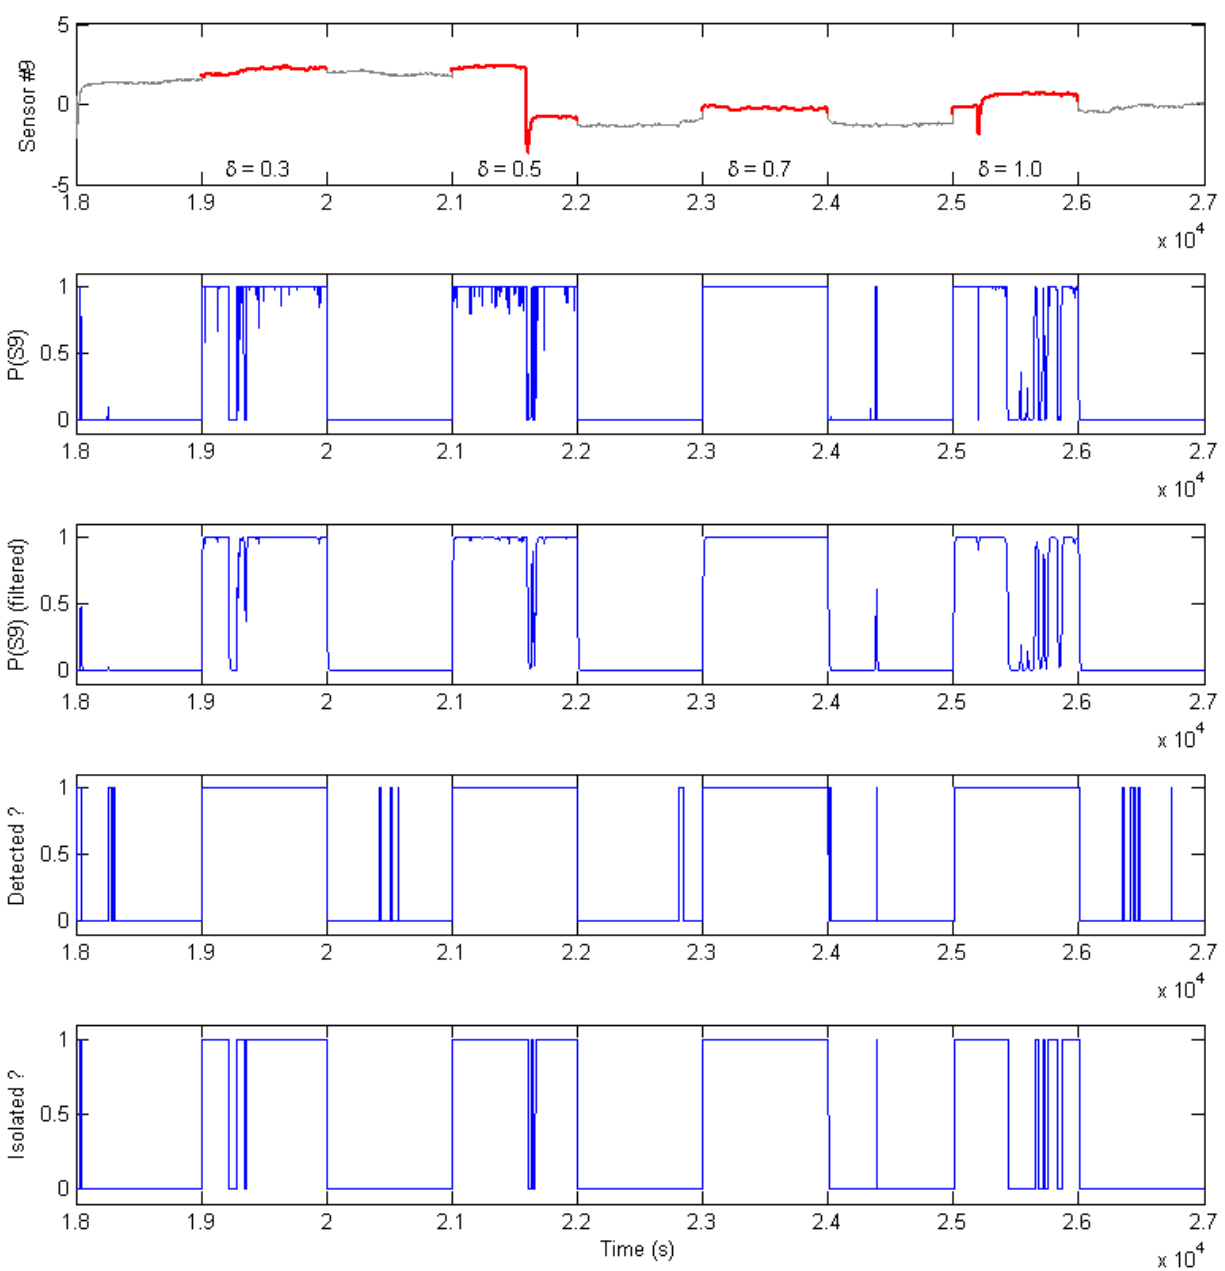 Sensor #9
5
0
-5
δ = 0.3 δ = 0.5 δ = 0.7 δ = 1.0
1.8 1.9 2 2.1 2.2 2.3 2.4 2.5 2.6 2.7
x 10^4
P(S9)
1
0.5
0
1.8 1.9 2 2.1 2.2 2.3 2.4 2.5 2.6 2.7
x 10^4
P(S9) (filtered)
1
0.5
0
1.8 1.9 2 2.1 2.2 2.3 2.4 2.5 2.6 2.7
x 10^4
Detected ?
1
0.5
0
1.8 1.9 2 2.1 2.2 2.3 2.4 2.5 2.6 2.7
x 10^4
Isolated ?
1
0.5
0
1.8 1.9 2 2.1 2.2 2.3 2.4 2.5 2.6 2.7
Time (s)
x 10^4